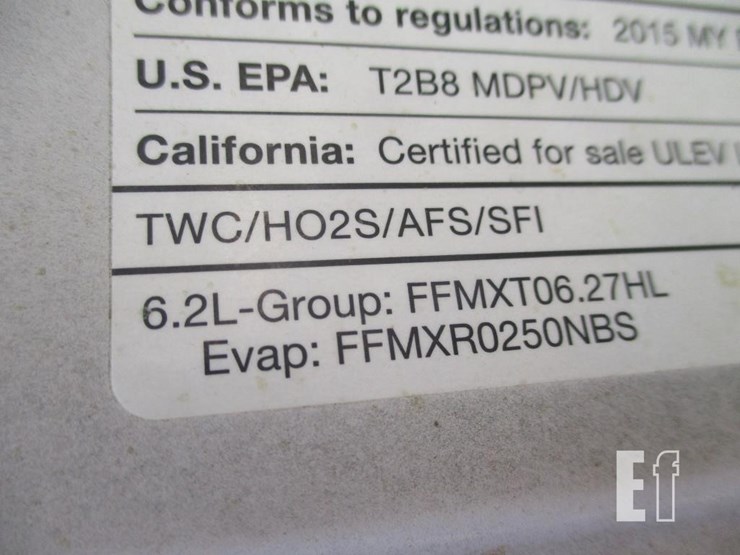 Conforms to regulations: 2015 MY
U.S. EPA: T2B8 MDPV/HDV
California: Certified for sale ULEV
TWC/HO2S/AFS/SFI
6.2L-Group: FFMXT06.27HL
Evap: FFMXR0250NBS
Ef